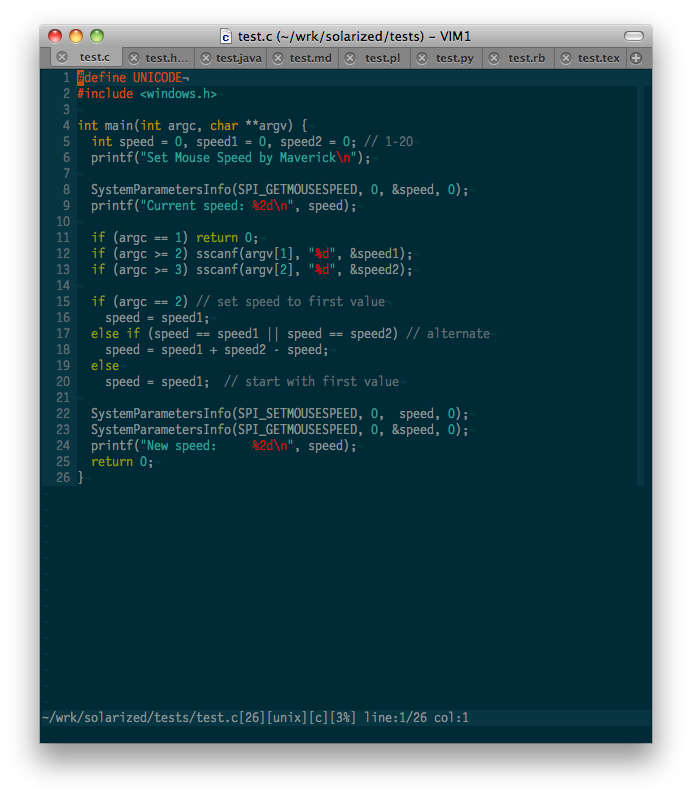 test.c (~/wrk/solarized/tests) – VIM1
test.c test.h... test.java test.md test.pl test.py test.rb test.tex
1 #define UNICODE¬
2 #include <windows.h>¬
3 ¬
4 int main(int argc, char **argv) {¬
5   int speed = 0, speed1 = 0, speed2 = 0; // 1-20¬
6   printf("Set Mouse Speed by Maverick\n");¬
7 ¬
8   SystemParametersInfo(SPI_GETMOUSESPEED, 0, &speed, 0);¬
9   printf("Current speed: %2d\n", speed);¬
10 ¬
11   if (argc == 1) return 0;¬
12   if (argc >= 2) sscanf(argv[1], "%d", &speed1);¬
13   if (argc >= 3) sscanf(argv[2], "%d", &speed2);¬
14 ¬
15   if (argc == 2) // set speed to first value¬
16     speed = speed1;¬
17   else if (speed == speed1 || speed == speed2) // alternate¬
18     speed = speed1 + speed2 - speed;¬
19   else¬
20     speed = speed1;  // start with first value¬
21 ¬
22   SystemParametersInfo(SPI_SETMOUSESPEED, 0,  speed, 0);¬
23   SystemParametersInfo(SPI_GETMOUSESPEED, 0, &speed, 0);¬
24   printf("New speed:     %2d\n", speed);¬
25   return 0;¬
26 }¬
~/wrk/solarized/tests/test.c[26][unix][c][3%] line:1/26 col:1